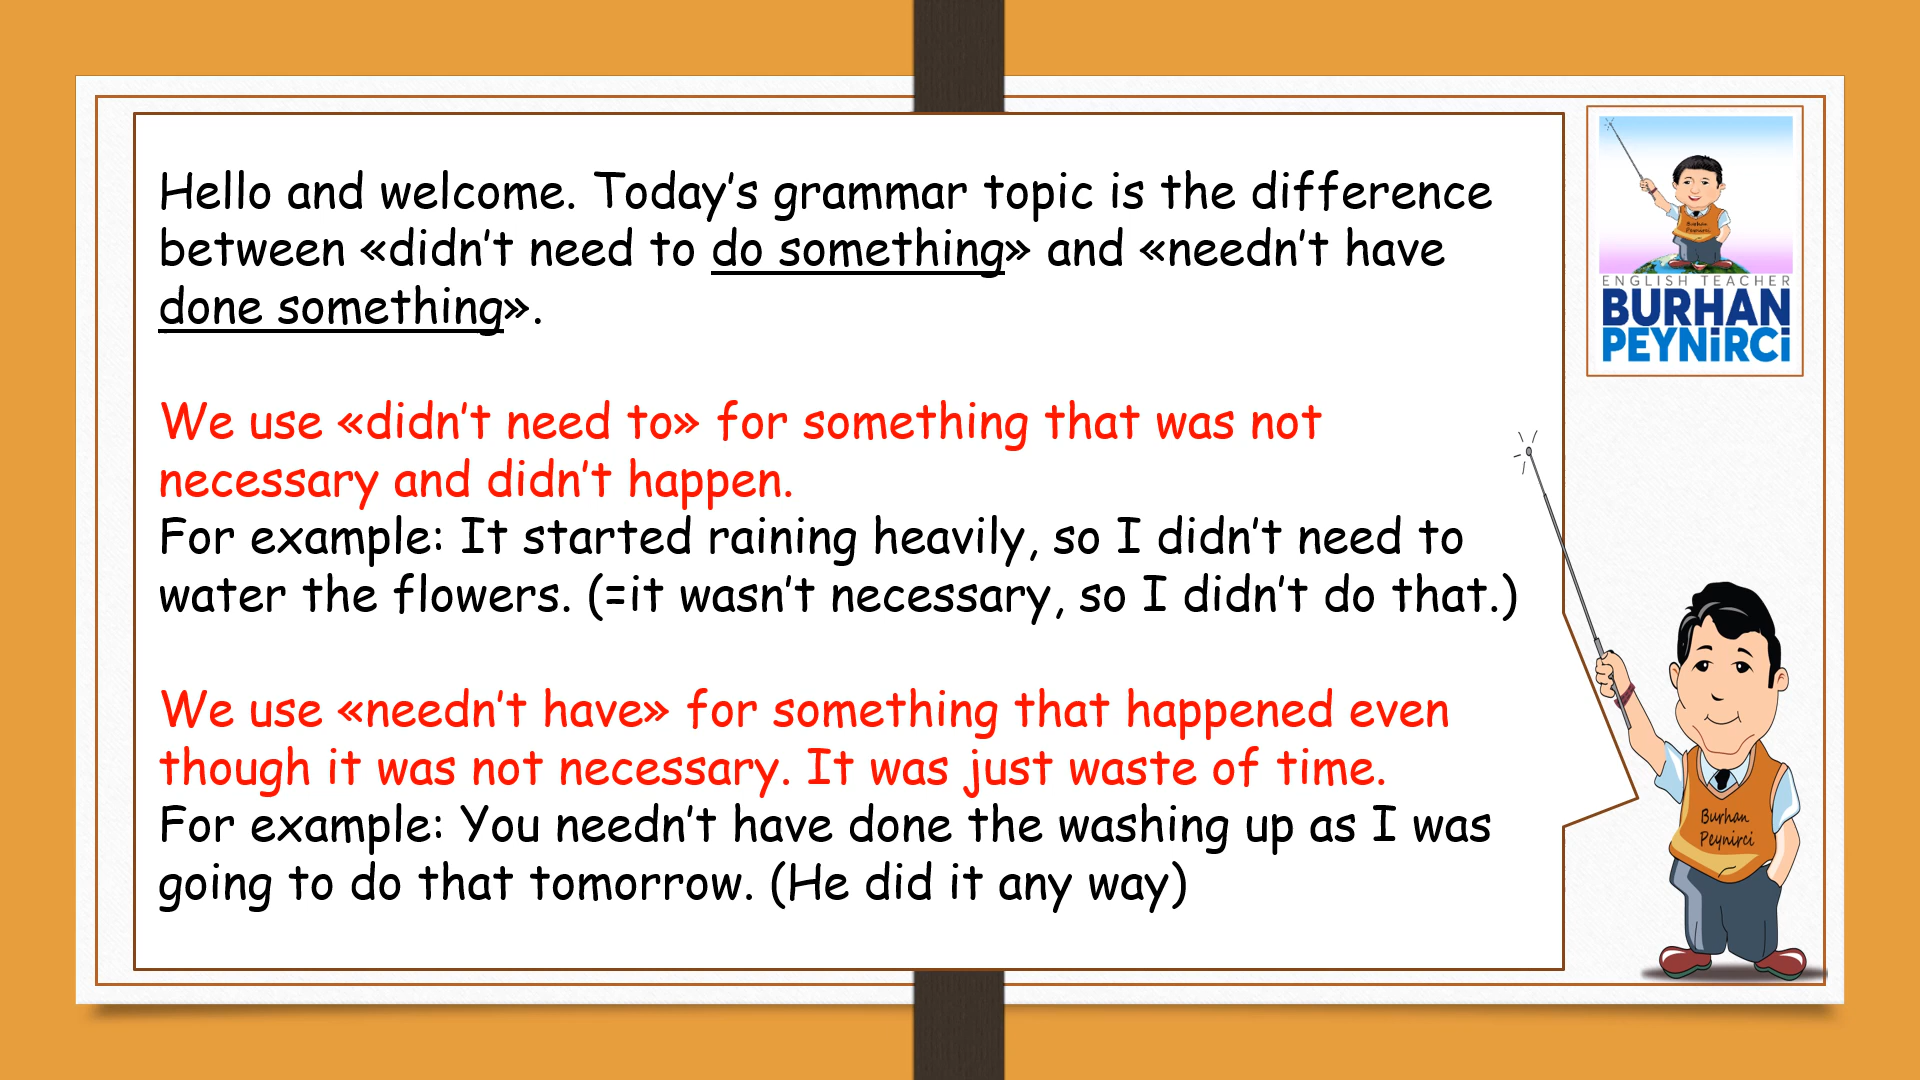 Hello and welcome. Today’s grammar topic is the difference
between «didn’t need to do something» and «needn’t have
done something».
We use «didn’t need to» for something that was not
necessary and didn’t happen.
For example: It started raining heavily, so I didn’t need to
water the flowers. (=it wasn’t necessary, so I didn’t do that.)
We use «needn’t have» for something that happened even
though it was not necessary. It was just waste of time.
For example: You needn’t have done the washing up as I was
going to do that tomorrow. (He did it any way)
Burhan
Peynirci
ENGLISH TEACHER
BURHAN
PEYNiRCi
Burhan
Peynirci